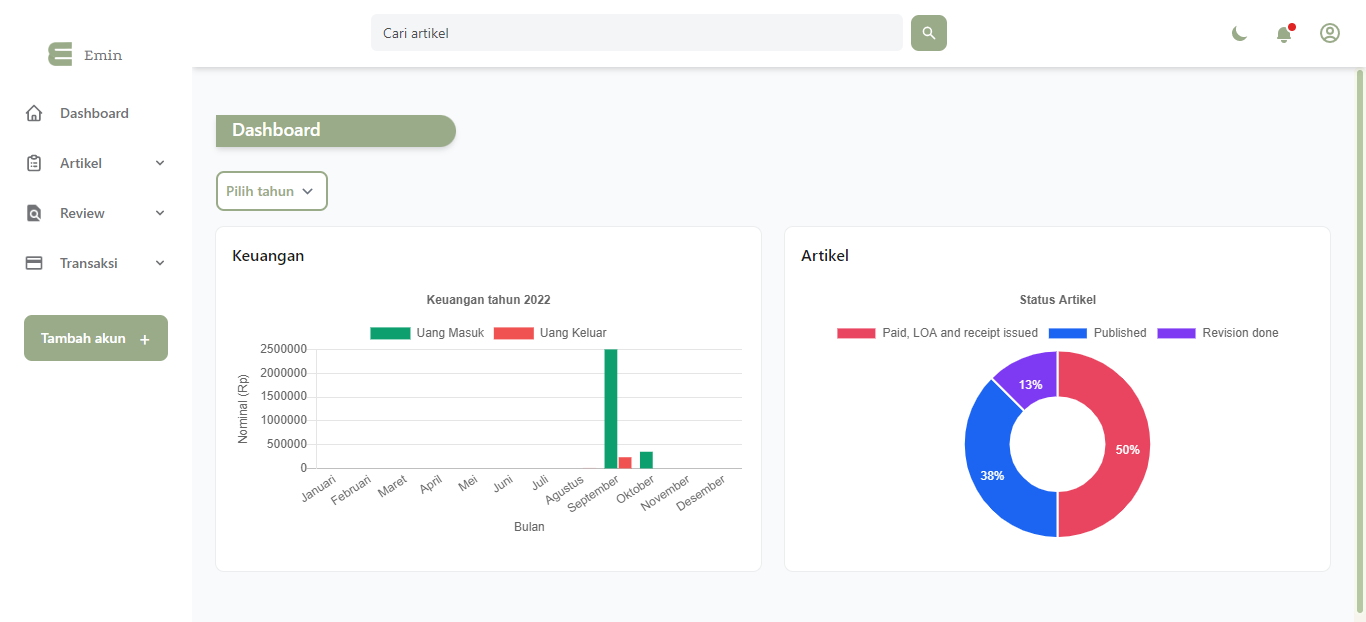 Emin
Cari artikel
Dashboard
Artikel
Review
Transaksi
Tambah akun +
Dashboard
Pilih tahun
Keuangan
Keuangan tahun 2022
Uang Masuk Uang Keluar
2500000
2000000
1500000
1000000
500000
0
Nominal (Rp)
Januari Februari Maret April Mei Juni Juli Agustus September Oktober November Desember
Bulan
Artikel
Status Artikel
Paid, LOA and receipt issued Published Revision done
13%
50%
38%